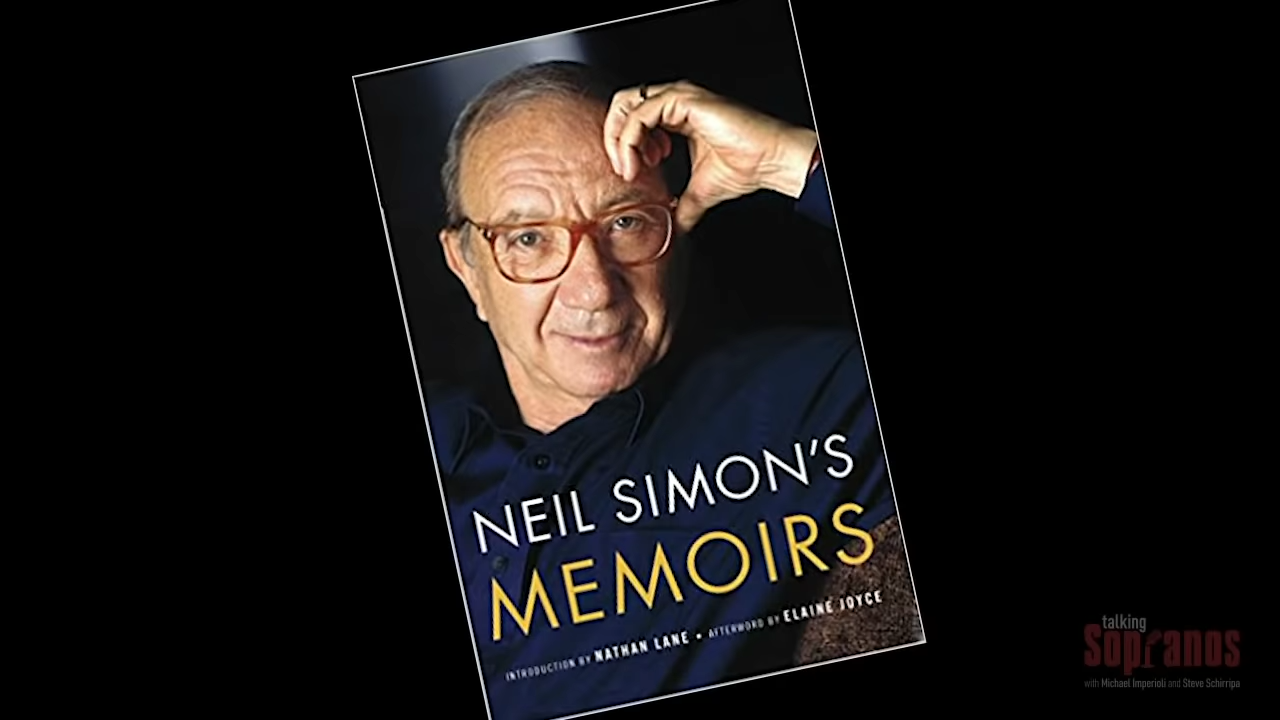 NEIL SIMON'S
MEMOIRS
INTRODUCTION BY NATHAN LANE • AFTERWORD BY ELAINE JOYCE
talking
Sopranos
with Michael Imperioli and Steve Schirripa